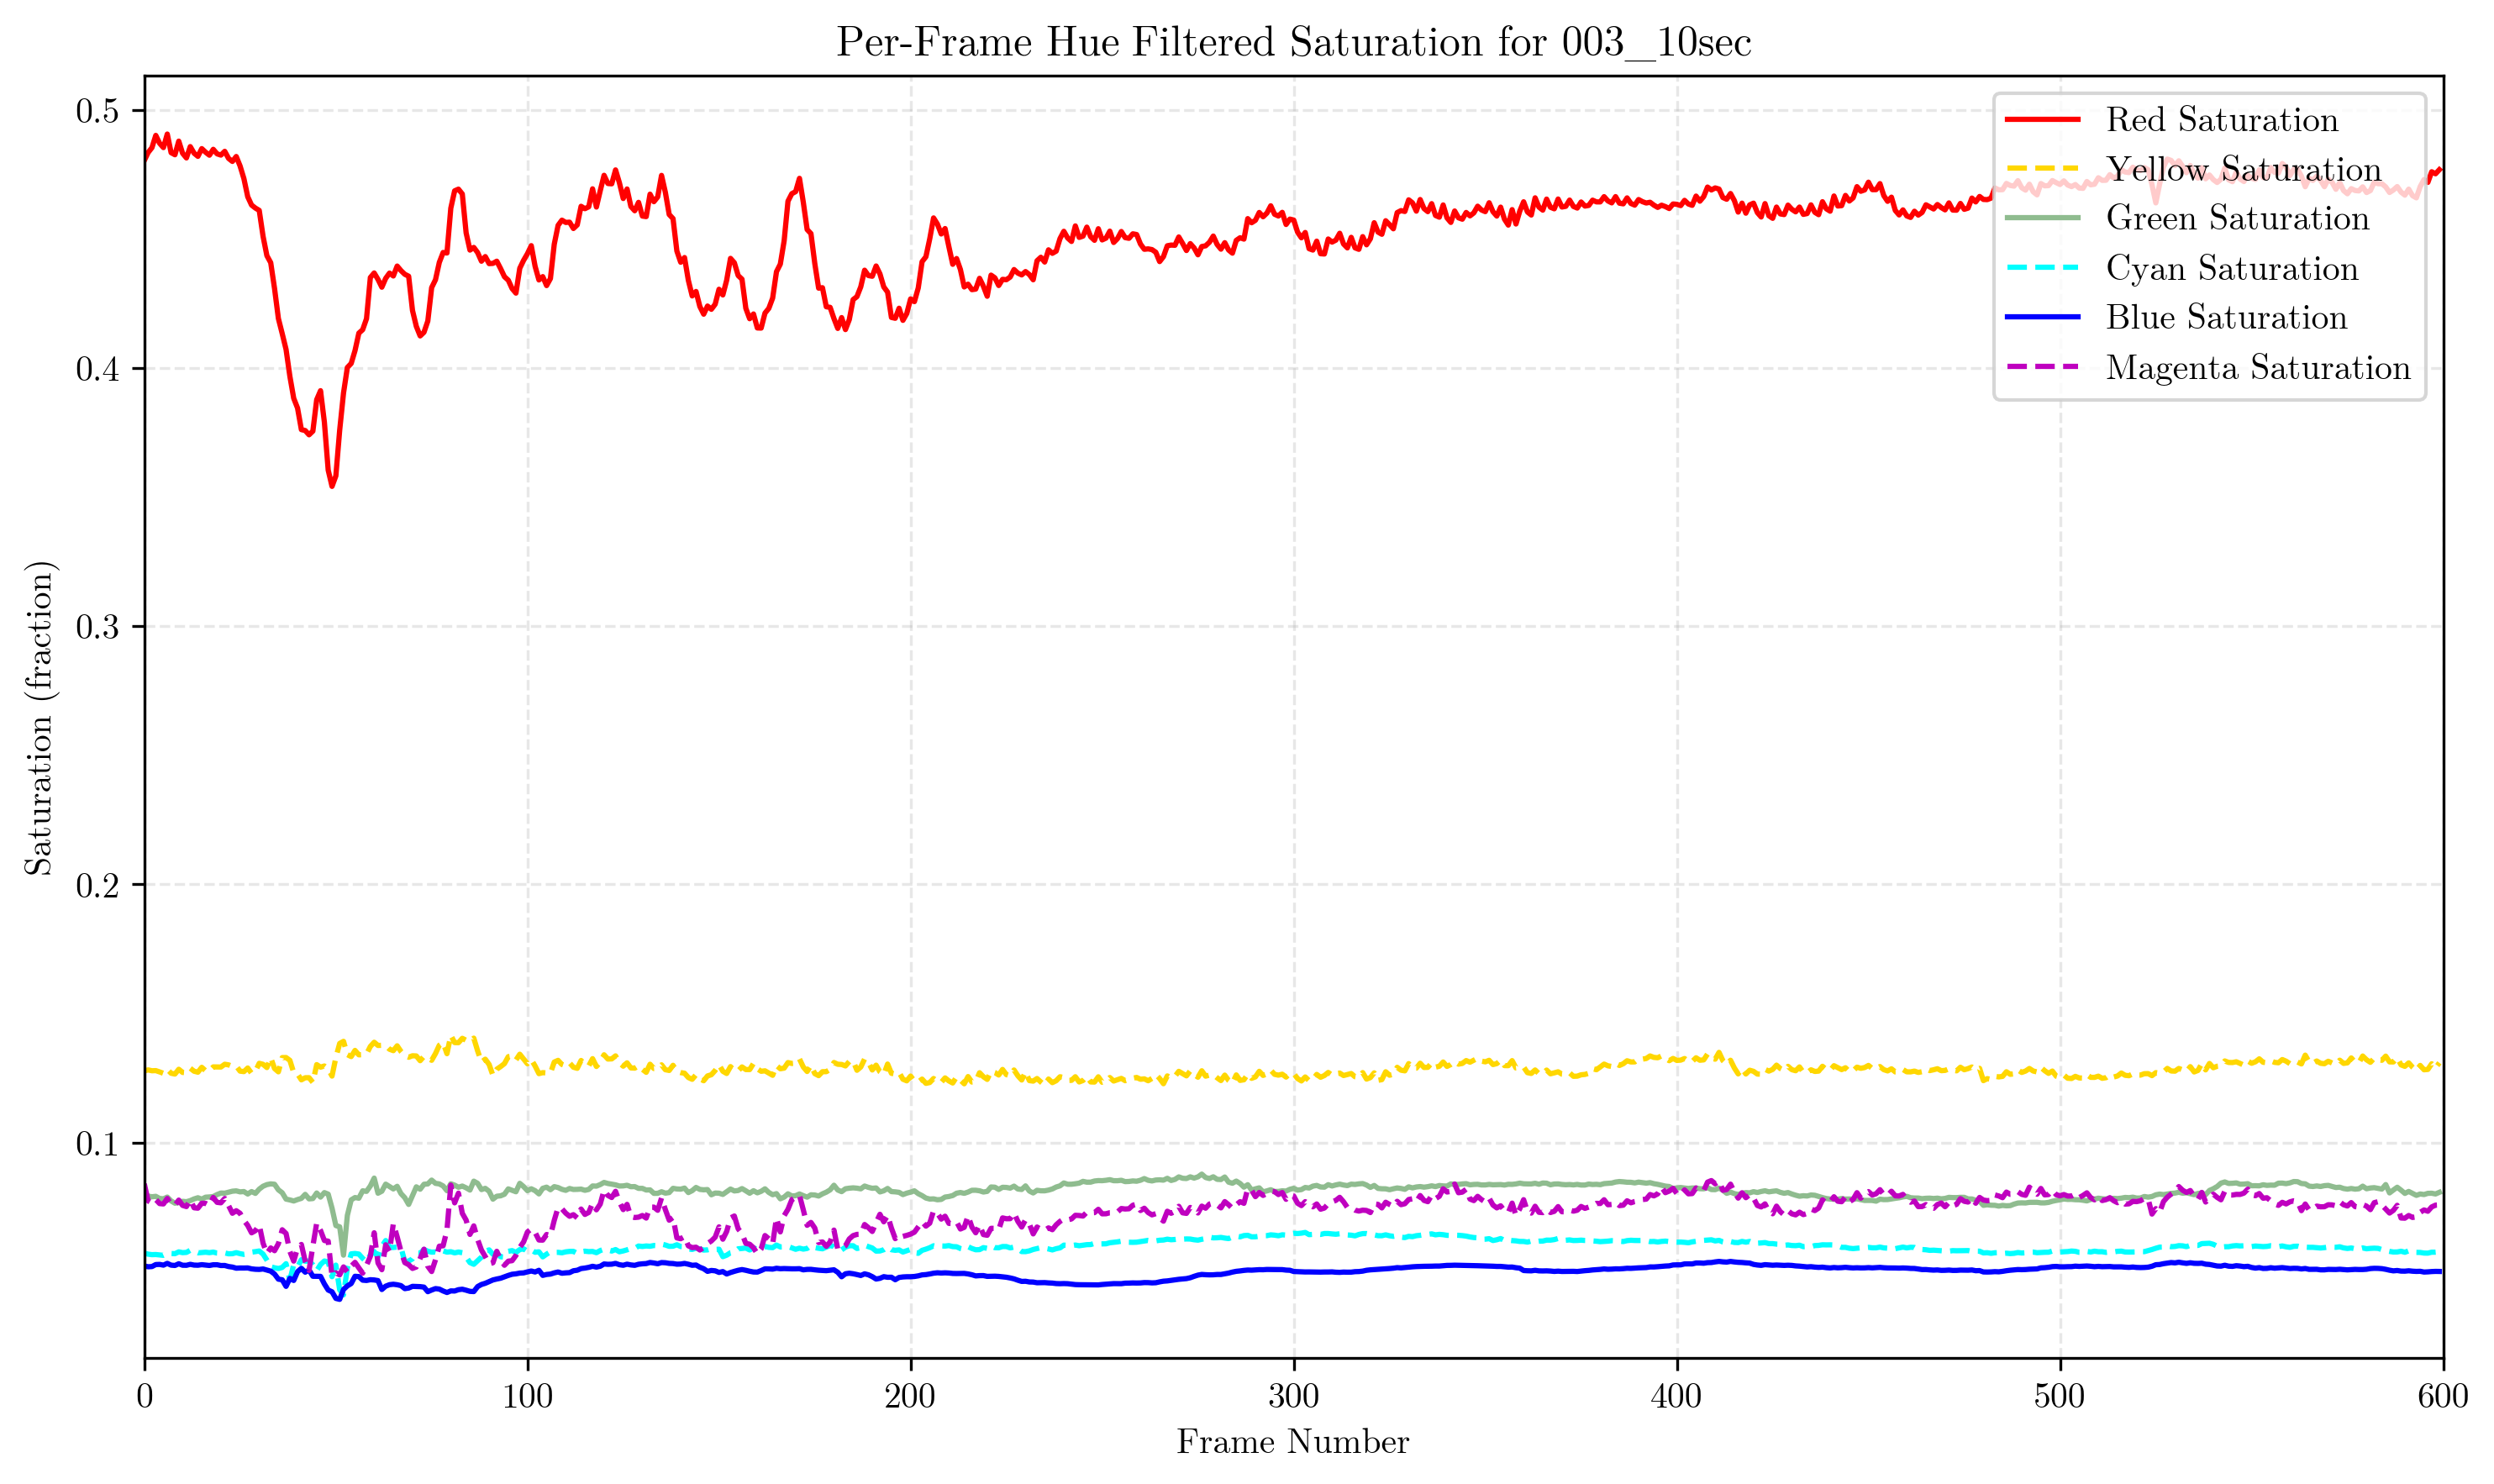 Per-Frame Hue Filtered Saturation for 003__10sec
Saturation (fraction)
0.5
0.4
0.3
0.2
0.1
Red Saturation
Yellow Saturation
Green Saturation
Cyan Saturation
Blue Saturation
Magenta Saturation
0 100 200 300 400 500 600
Frame Number